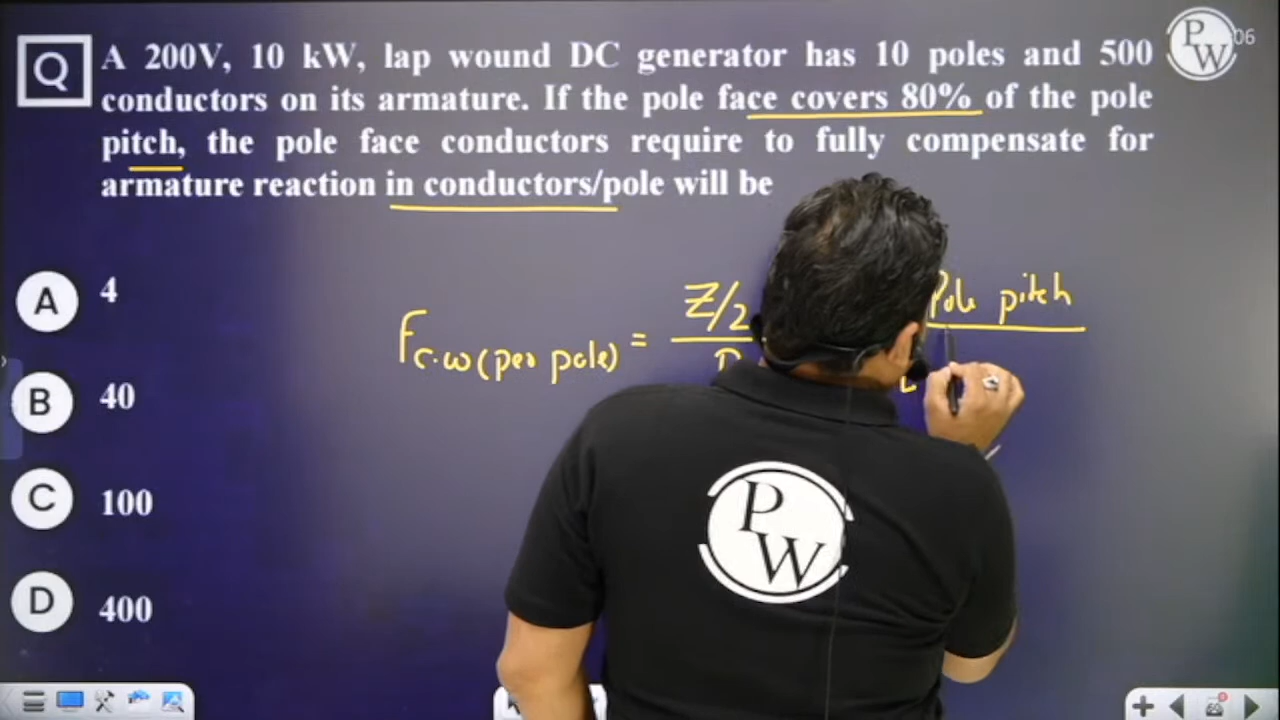 Q
A 200V, 10 kW, lap wound DC generator has 10 poles and 500
conductors on its armature. If the pole face covers 80% of the pole
pitch, the pole face conductors require to fully compensate for
armature reaction in conductors/pole will be
PW
06
A 4
B 40
C 100
D 400
F C.W (per pole) = Z/2
P
Pole pitch
PW